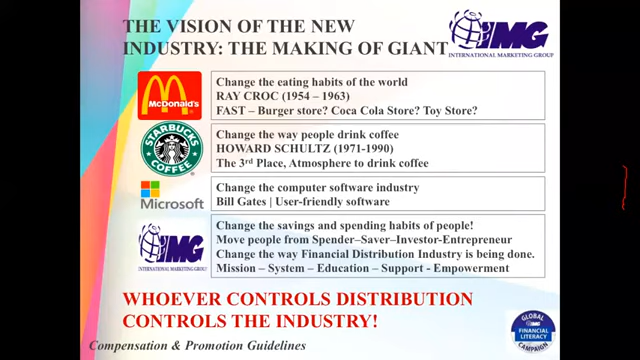 THE VISION OF THE NEW
INDUSTRY: THE MAKING OF GIANT
IMG
INTERNATIONAL MARKETING GROUP
McDonald's
Change the eating habits of the world
RAY CROC (1954 – 1963)
FAST – Burger store? Coca Cola Store? Toy Store?
STARBUCKS
COFFEE
Change the way people drink coffee
HOWARD SCHULTZ (1971-1990)
The 3rd Place, Atmosphere to drink coffee
Microsoft
Change the computer software industry
Bill Gates | User-friendly software
IMG
INTERNATIONAL MARKETING GROUP
Change the savings and spending habits of people!
Move people from Spender–Saver–Investor-Entrepreneur
Change the way Financial Distribution Industry is being done.
Mission – System – Education – Support - Empowerment
WHOEVER CONTROLS DISTRIBUTION
CONTROLS THE INDUSTRY!
GLOBAL
FINANCIAL
LITERACY
CAMPAIGN
Compensation & Promotion Guidelines